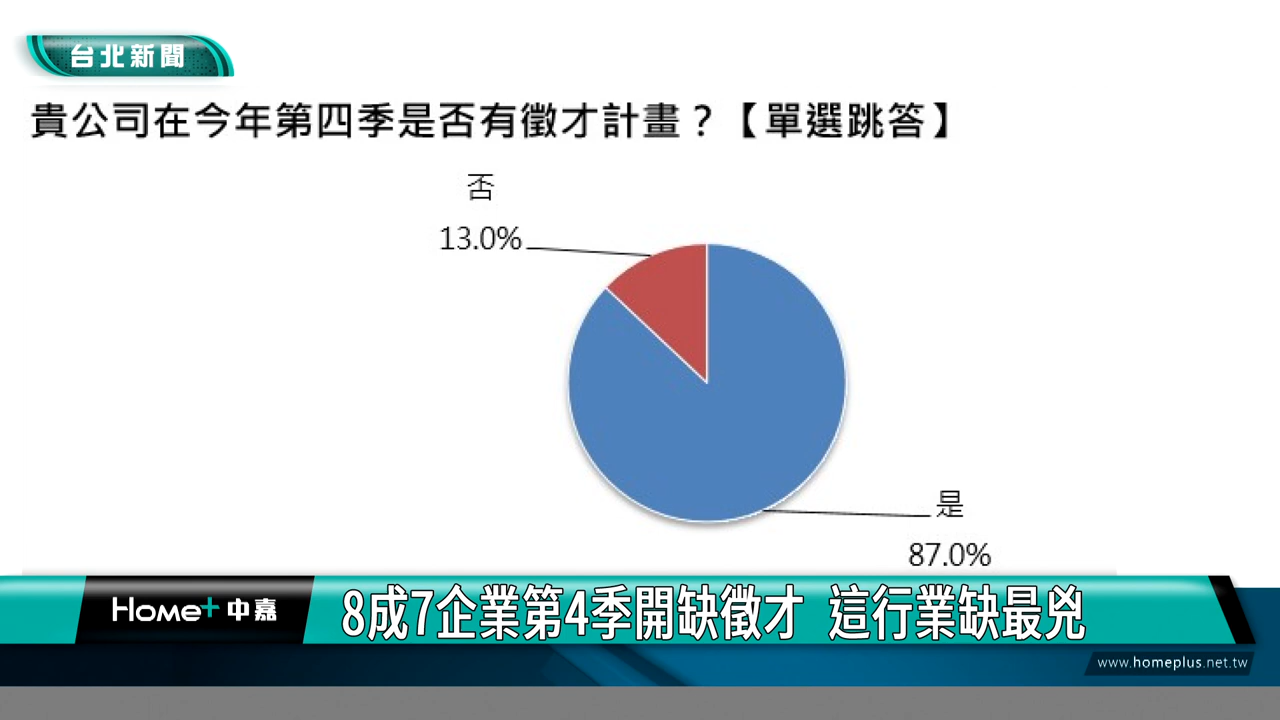 台北新聞
貴公司在今年第四季是否有徵才計畫？【單選跳答】
否
13.0%
是
87.0%
Home+中嘉
8成7企業第4季開缺徵才 這行業缺最兇
www.homeplus.net.tw